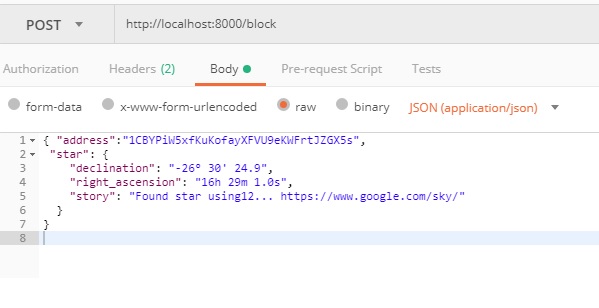 POST http://localhost:8000/block
Authorization Headers (2) Body Pre-request Script Tests
form-data x-www-form-urlencoded raw binary JSON (application/json)
1 { "address":"1CBYPiW5xfKuKofayXFVU9eKWFrtJZGX5s",
2 "star": {
3 "declination": "-26° 30' 24.9",
4 "right_ascension": "16h 29m 1.0s",
5 "story": "Found star using12... https://www.google.com/sky/"
6 }
7 }
8